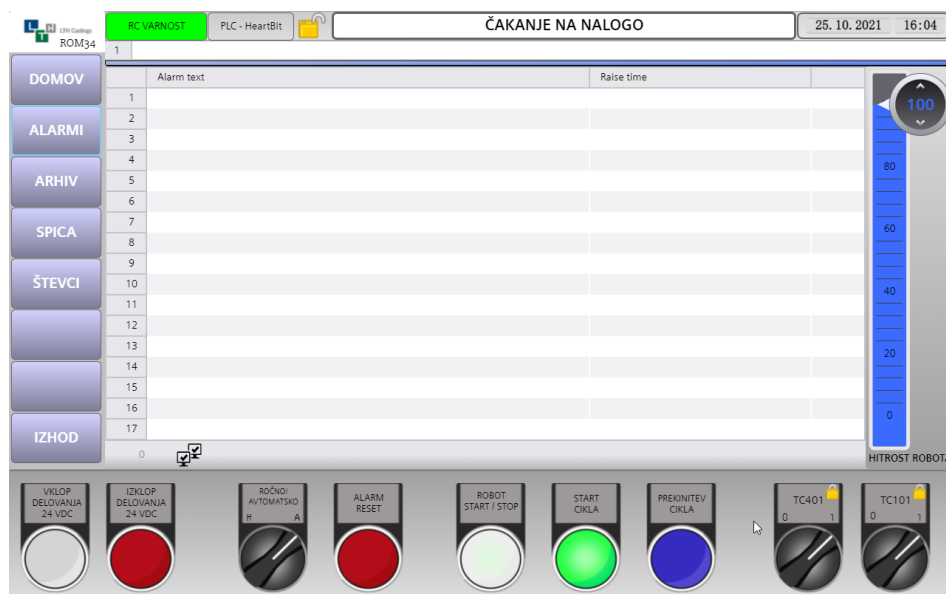 LTH Castings
ROM34
RC VARNOST
PLC - HeartBit
ČAKANJE NA NALOGO
25. 10. 2021 16:04
1
DOMOV
ALARMI
ARHIV
SPICA
ŠTEVCI
IZHOD
Alarm text Raise time
1
2
3
4
5
6
7
8
9
10
11
12
13
14
15
16
17
0
100
80
60
40
20
0
HITROST ROBOTA
VKLOP
DELOVANJA
24 VDC
IZKLOP
DELOVANJA
24 VDC
ROČNO/
AVTOMATSKO
R A
ALARM
RESET
ROBOT
START / STOP
START
CIKLA
PREKINITEV
CIKLA
TC401
0 1
TC101
0 1